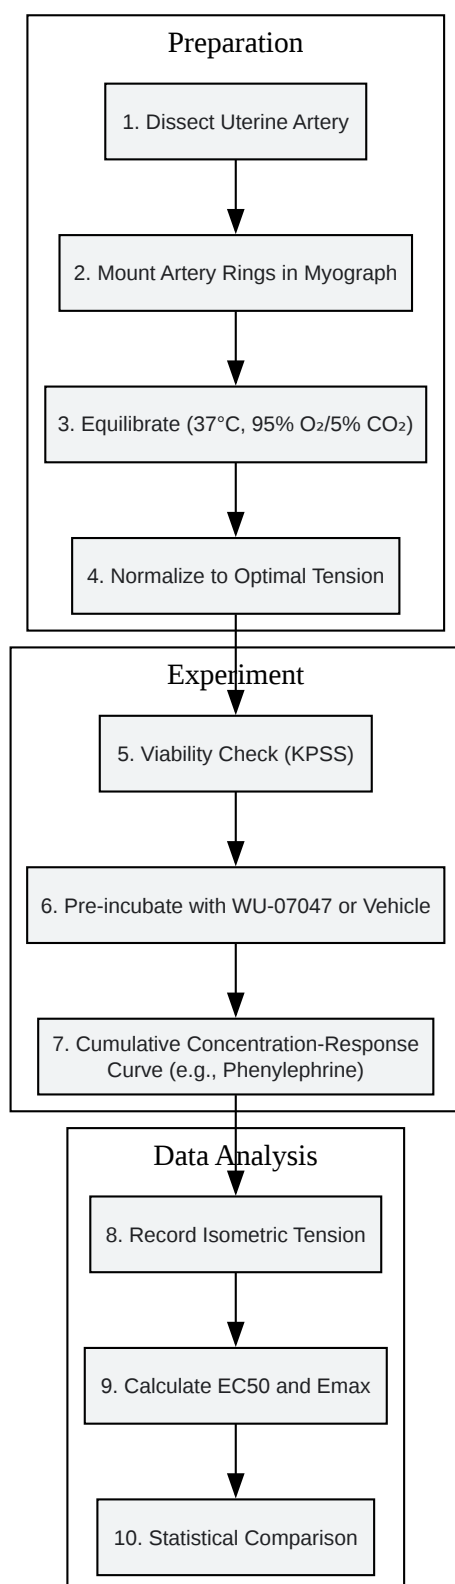 Preparation
1. Dissect Uterine Artery
2. Mount Artery Rings in Myograph
3. Equilibrate (37°C, 95% O₂/5% CO₂)
4. Normalize to Optimal Tension
Experiment
5. Viability Check (KPSS)
6. Pre-incubate with WU-07047 or Vehicle
7. Cumulative Concentration-Response
Curve (e.g., Phenylephrine)
Data Analysis
8. Record Isometric Tension
9. Calculate EC50 and Emax
10. Statistical Comparison